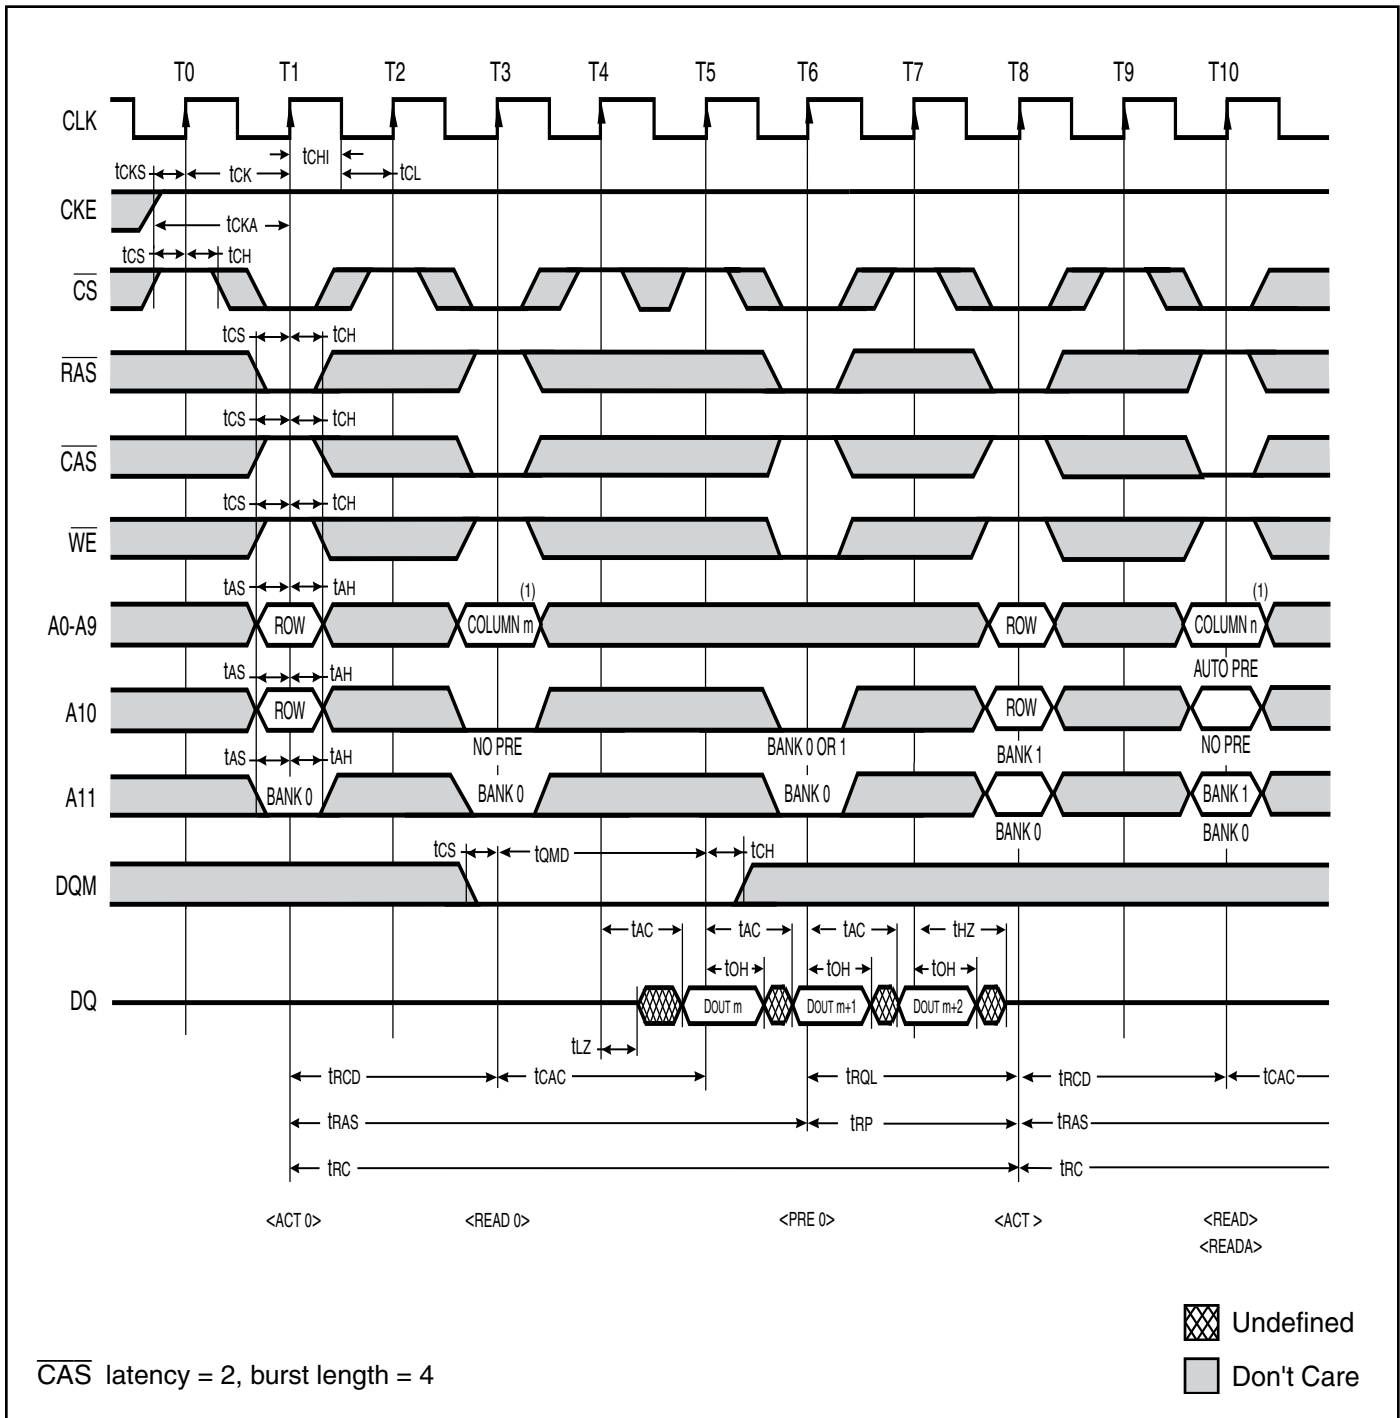 T0 T1 T2 T3 T4 T5 T6 T7 T8 T9 T10
CLK
tCHI
tCKS tCK tCL
CKE
tCKA
tCS tCH
CS
tCS tCH
RAS
tCS tCH
CAS
tCS tCH
WE
tAS tAH (1) (1)
A0-A9 ROW COLUMN m ROW COLUMN n
AUTO PRE
tAS tAH
A10 ROW ROW
NO PRE BANK 0 OR 1 BANK 1 NO PRE
tAS tAH
A11 BANK 0 BANK 0 BANK 0 BANK 1
BANK 0 BANK 0
tCS tQMD tCH
DQM
tAC tAC tAC tHZ
tOH tOH tOH
DQ DOUT m DOUT m+1 DOUT m+2
tLZ
tRCD tCAC tRQL tRCD tCAC
tRAS tRP tRAS
tRC tRC
<ACT 0> <READ 0> <PRE 0> <ACT > <READ>
<READA>
Undefined
CAS latency = 2, burst length = 4
Don't Care